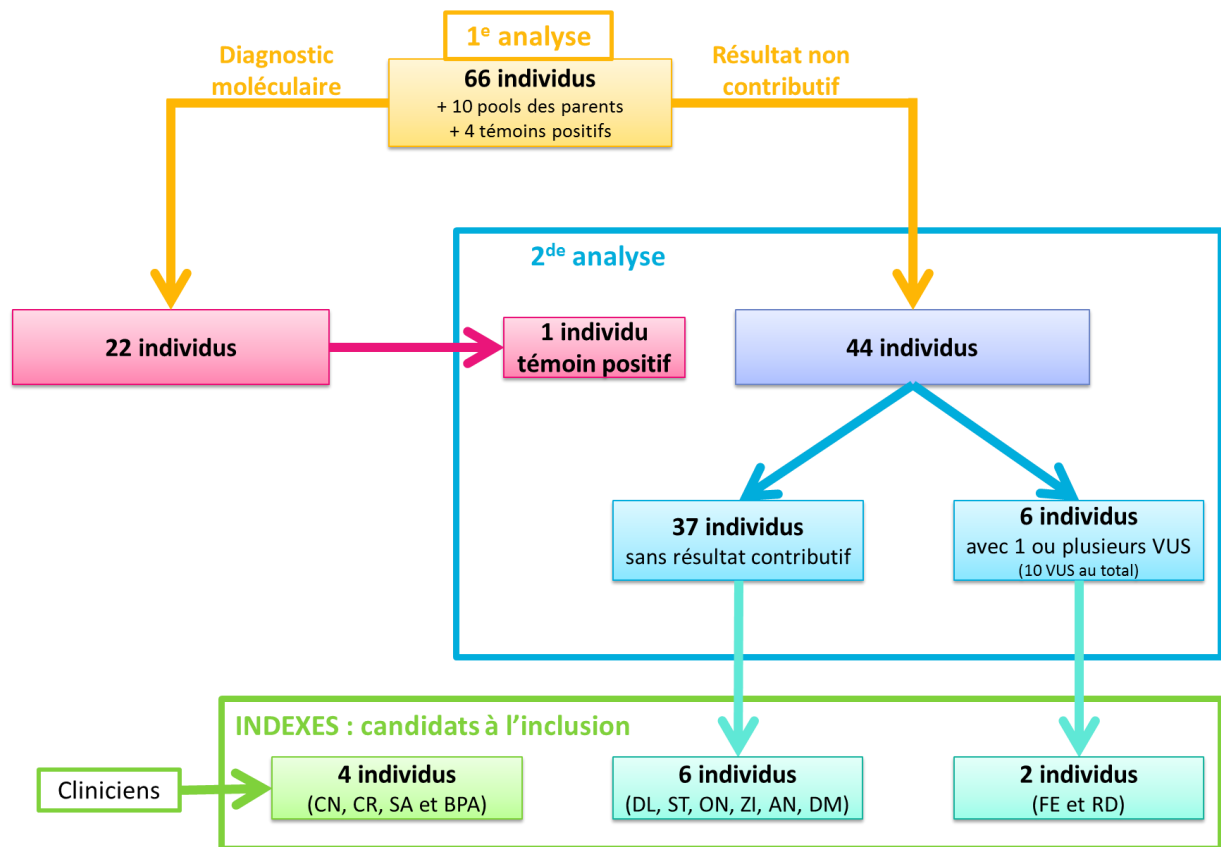 1e analyse
Diagnostic
moléculaire
66 individus
+ 10 pools des parents
+ 4 témoins positifs
Résultat non
contributif
2de analyse
22 individus
1 individu
témoin positif
44 individus
37 individus
sans résultat contributif
6 individus
avec 1 ou plusieurs VUS
(10 VUS au total)
INDEXES : candidats à l'inclusion
Cliniciens
4 individus
(CN, CR, SA et BPA)
6 individus
(DL, ST, ON, ZI, AN, DM)
2 individus
(FE et RD)